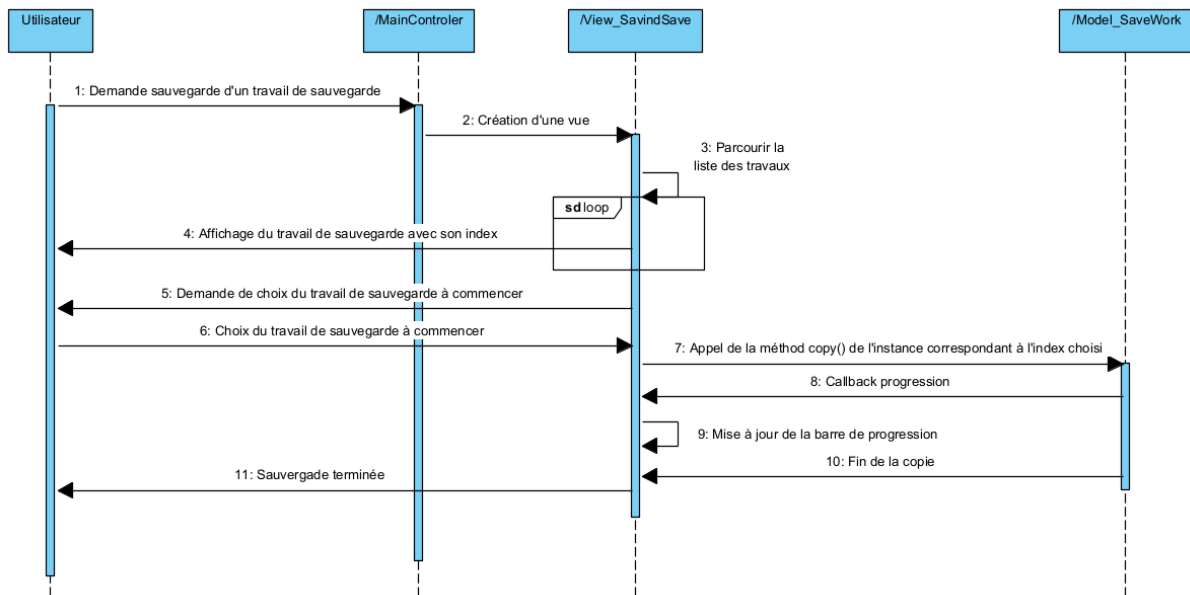 Utilisateur
/MainControler
/View_SavindSave
/Model_SaveWork
1: Demande sauvegarde d'un travail de sauvegarde
2: Création d'une vue
3: Parcourir la
liste des travaux
sd loop
4: Affichage du travail de sauvegarde avec son index
5: Demande de choix du travail de sauvegarde à commencer
6: Choix du travail de sauvegarde à commencer
7: Appel de la méthod copy() de l'instance correspondant à l'index choisi
8: Callback progression
9: Mise à jour de la barre de progression
10: Fin de la copie
11: Sauvergade terminée